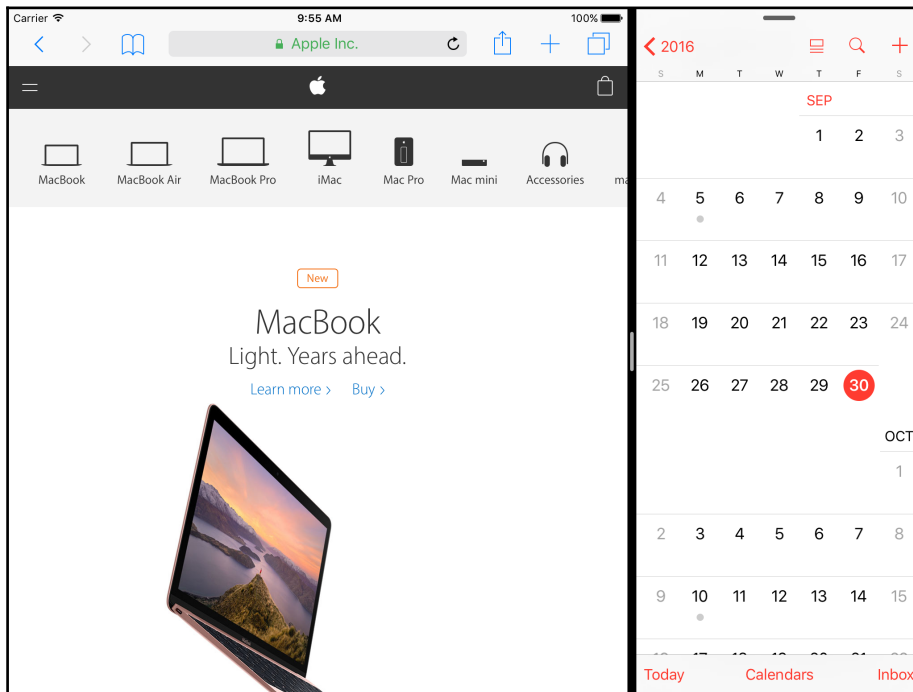 Carrier 9:55 AM 100%
Apple Inc.
MacBook MacBook Air MacBook Pro iMac Mac Pro Mac mini Accessories
New
MacBook
Light. Years ahead.
Learn more > Buy >
2016
S M T W T F S
SEP
1 2 3
4 5 6 7 8 9 10
11 12 13 14 15 16 17
18 19 20 21 22 23 24
25 26 27 28 29 30
OCT
1
2 3 4 5 6 7 8
9 10 11 12 13 14 15
Today Calendars Inbox